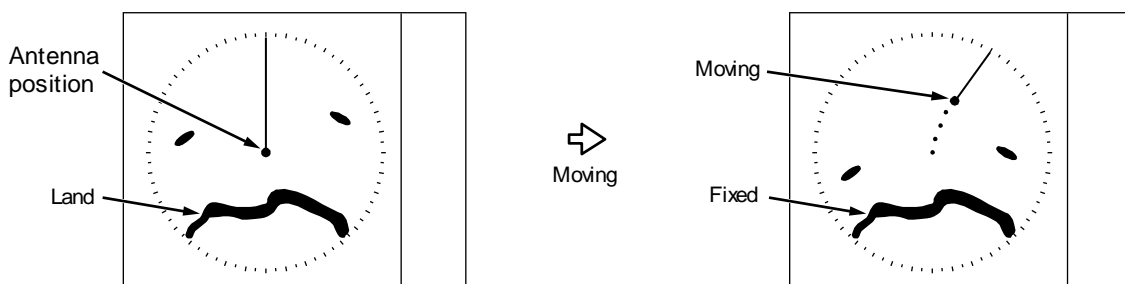 Antenna
position
Land
Moving
Moving
Fixed